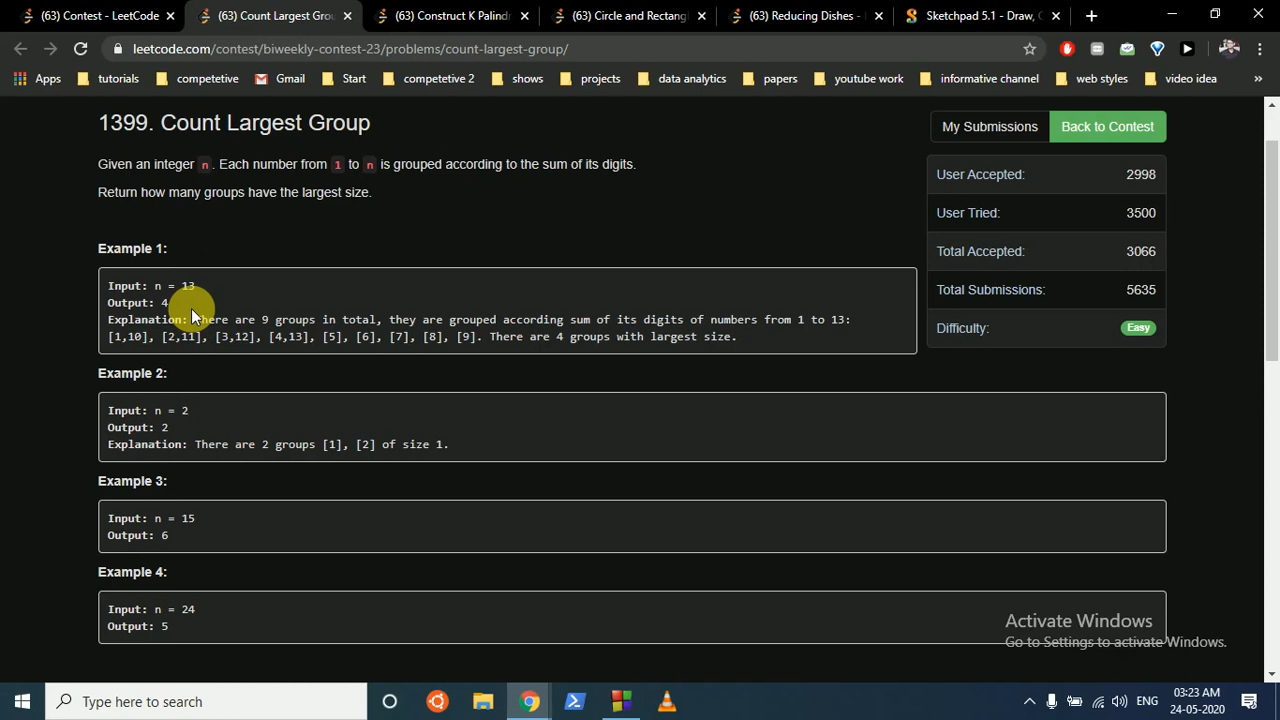 (63) Contest - LeetCode
(63) Count Largest Grou
(63) Construct K Palindr
(63) Circle and Rectang
(63) Reducing Dishes -
Sketchpad 5.1 - Draw, C
leetcode.com/contest/biweekly-contest-23/problems/count-largest-group/
Apps
tutorials
competetive
Gmail
Start
competetive 2
shows
projects
data analytics
papers
youtube work
informative channel
web styles
video idea
1399. Count Largest Group
My Submissions
Back to Contest
Given an integer n. Each number from 1 to n is grouped according to the sum of its digits.
Return how many groups have the largest size.
User Accepted: 2998
User Tried: 3500
Total Accepted: 3066
Total Submissions: 5635
Difficulty: Easy
Example 1:
Input: n = 13
Output: 4
Explanation: There are 9 groups in total, they are grouped according sum of its digits of numbers from 1 to 13:
[1,10], [2,11], [3,12], [4,13], [5], [6], [7], [8], [9]. There are 4 groups with largest size.
Example 2:
Input: n = 2
Output: 2
Explanation: There are 2 groups [1], [2] of size 1.
Example 3:
Input: n = 15
Output: 6
Example 4:
Input: n = 24
Output: 5
Activate Windows
Go to Settings to activate Windows.
Type here to search
ENG
03:23 AM
24-05-2020